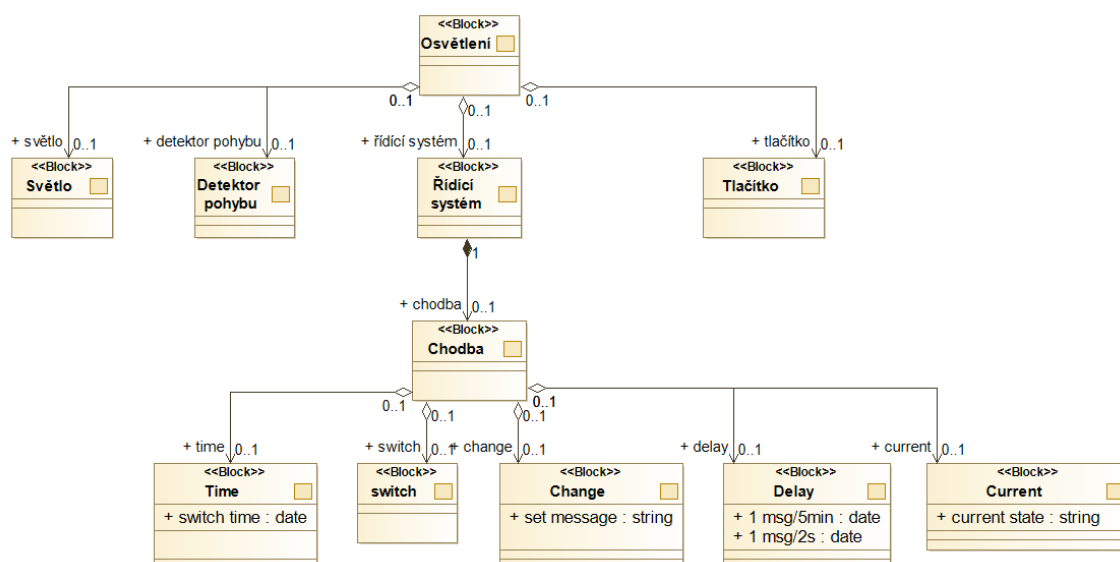 <<Block>>
Osvětlení
0..1
0..1
0..1
+ světlo
0..1
+ detektor pohybu
0..1
+ řídící systém
0..1
+ tlačítko
0..1
<<Block>>
Světlo
<<Block>>
Detektor
pohybu
<<Block>>
Řídící
systém
<<Block>>
Tlačítko
1
+ chodba
0..1
<<Block>>
Chodba
0..1
0..1
0..1
0..1
+ time
0..1
+ switch
0..1
+ change
0..1
+ delay
0..1
+ current
0..1
<<Block>>
Time
+ switch time : date
<<Block>>
switch
<<Block>>
Change
+ set message : string
<<Block>>
Delay
+ 1 msg/5min : date
+ 1 msg/2s : date
<<Block>>
Current
+ current state : string